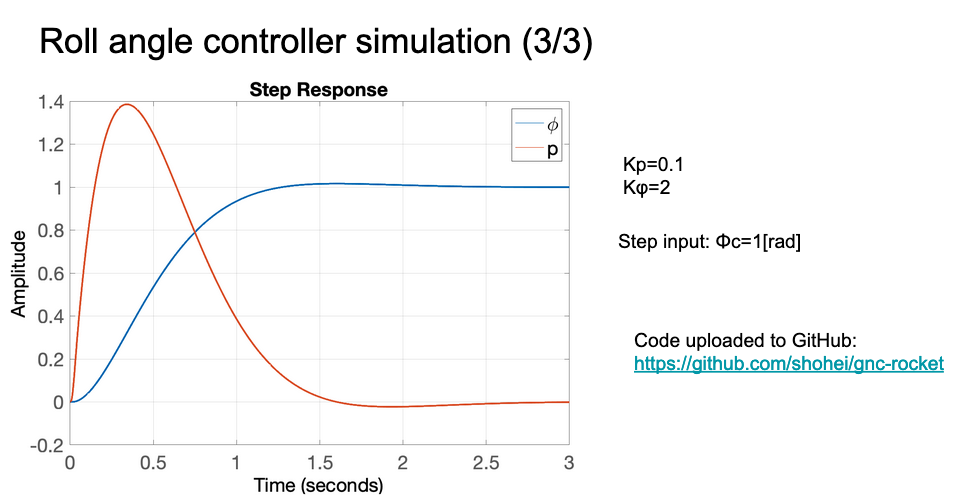 Roll angle controller simulation (3/3)
Step Response
1.4
1.2
1
0.8
0.6
0.4
0.2
0
-0.2
Amplitude
0
0.5
1
1.5
2
2.5
3
Time (seconds)
ϕ
p
Kp=0.1
Kφ=2
Step input: Φc=1[rad]
Code uploaded to GitHub:
https://github.com/shohei/gnc-rocket